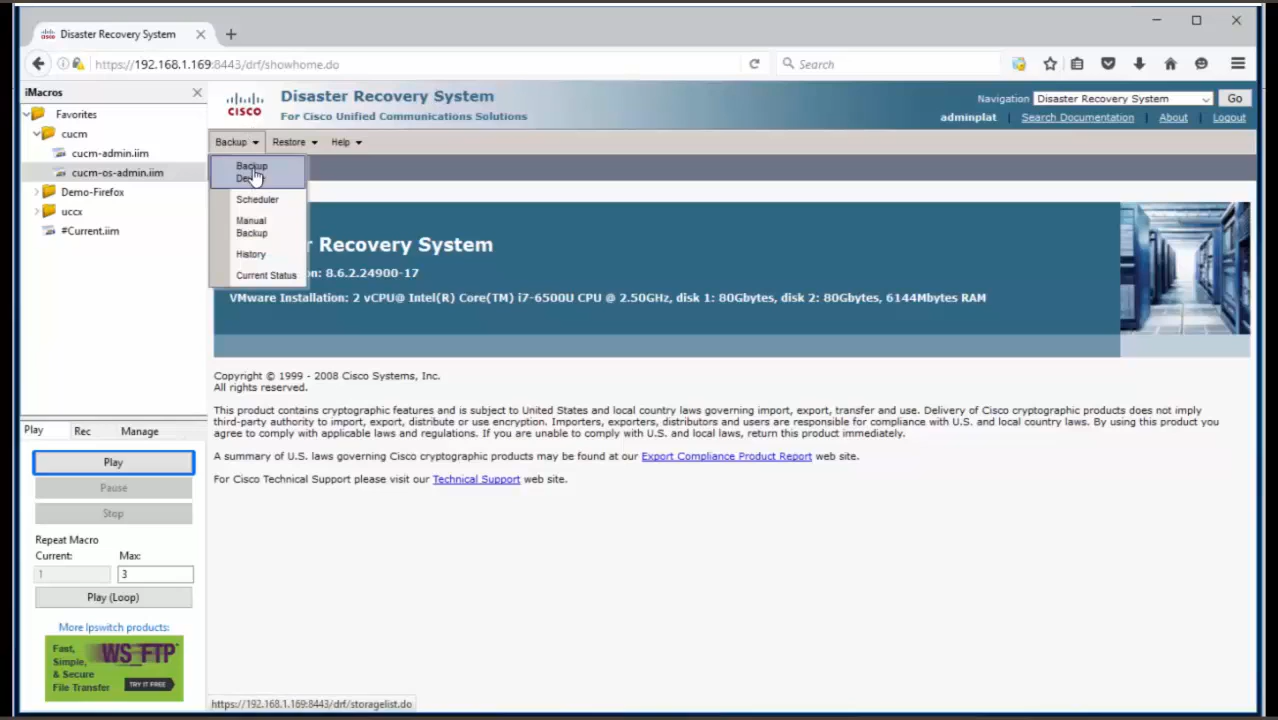 Disaster Recovery System
https://192.168.1.169:8443/drf/showhome.do
Search
iMacros
Favorites
cucm
cucm-admin.iim
cucm-os-admin.iim
Demo-Firefox
uccx
#Current.iim
CISCO
Disaster Recovery System
For Cisco Unified Communications Solutions
Navigation Disaster Recovery System Go
adminplat | Search Documentation | About | Logout
Backup Restore Help
Backup
Scheduler
Manual
Backup
History
Current Status
Recovery System
8.6.2.24900-17
VMware Installation: 2 vCPU@ Intel(R) Core(TM) i7-6500U CPU @ 2.50GHz, disk 1: 80Gbytes, disk 2: 80Gbytes, 6144Mbytes RAM
Copyright © 1999 - 2008 Cisco Systems, Inc.
All rights reserved.
This product contains cryptographic features and is subject to United States and local country laws governing import, export, transfer and use. Delivery of Cisco cryptographic products does not imply
third-party authority to import, export, distribute or use encryption. Importers, exporters, distributors and users are responsible for compliance with U.S. and local country laws. By using this product you
agree to comply with applicable laws and regulations. If you are unable to comply with U.S. and local laws, return this product immediately.
A summary of U.S. laws governing Cisco cryptographic products may be found at our Export Compliance Product Report web site.
For Cisco Technical Support please visit our Technical Support web site.
Play Rec Manage
Play
Pause
Stop
Repeat Macro
Current: Max:
1 3
Play (Loop)
More Ipswitch products:
Fast,
Simple,
& Secure
File Transfer
WS_FTP
TRY IT FREE
https://192.168.1.169:8443/drf/storagelist.do